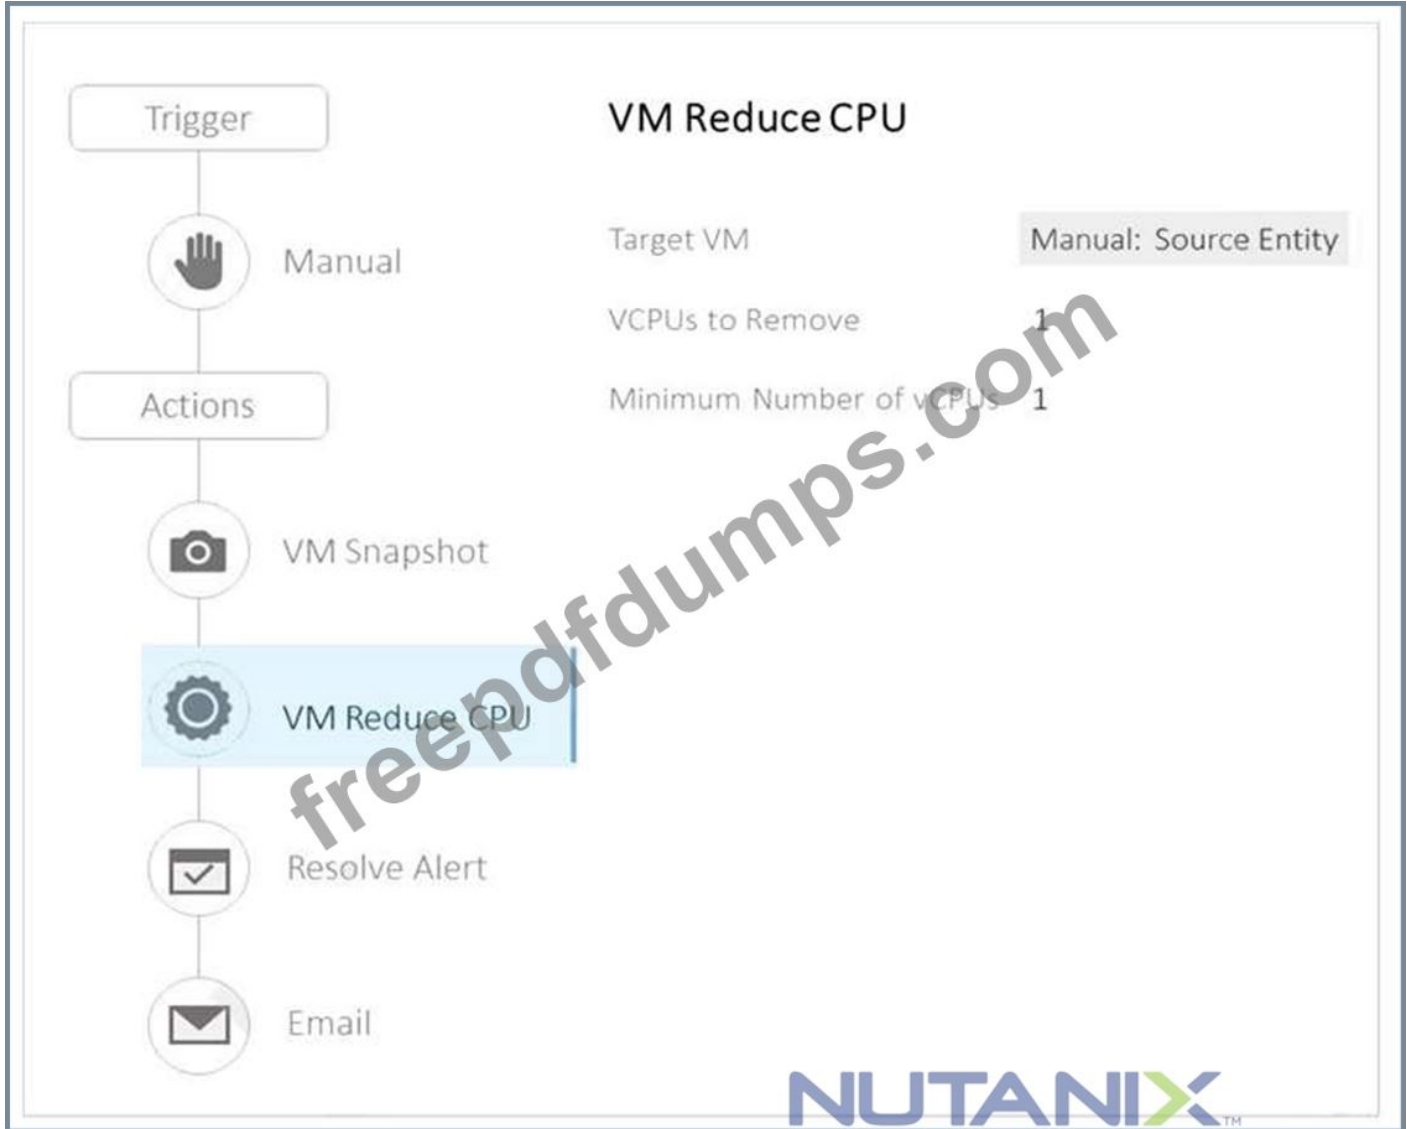 Trigger
Manual
Actions
VM Snapshot
VM Reduce CPU
Resolve Alert
Email
VM Reduce CPU
Target VM Manual: Source Entity
VCPUs to Remove 1
Minimum Number of vCPUs 1
freepdfdumps.com
NUTANIX™